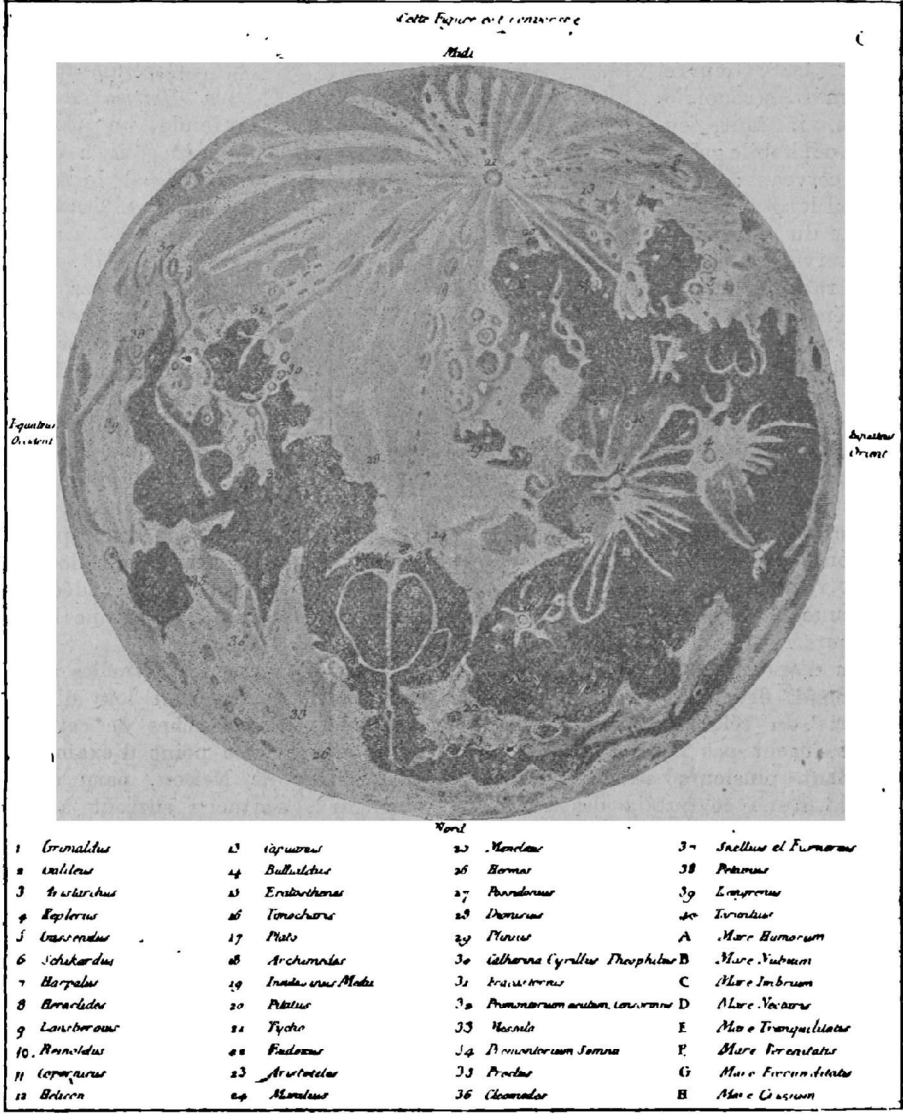 Cette Figure est renversée
Midi
Equateur
Occident
Equateur
Orient
Nord
1 Grimaldus
2 Galileus
3 Aristarchus
4 Keplerus
5 Gassendus
6 Schikardus
7 Harpalus
8 Heraclides
9 Lansbergius
10. Reinoldus
11 Copernicus
12 Helicon
13 Capuanus
14 Bullialdus
15 Eratosthenes
16 Timocharis
17 Plato
18 Archimedes
19 Insula sinus Medii
20 Pitatus
21 Tycho
22 Eudoxus
23 Aristoteles
24 Manilius
25 Menelaus
26 Hermes
27 Possidonius
28 Dionisius
29 Plinius
30 Catharina Cyrillus Theophilus
31 Fracastorius
32 Promontorium acutum, censorinus
33 Messala
34 Promontorium Somnii
35 Proclus
36 Cleomedes
37 Snellius et Furnerius
38 Petavius
39 Langrenus
40 Taruntius
A Mare Humorum
B Mare Nubium
C Mare Imbrium
D Mare Nectaris
E Mare Tranquilitatis
F Mare Serenitatis
G Mare Fœcunditatis
H Mare Crisium